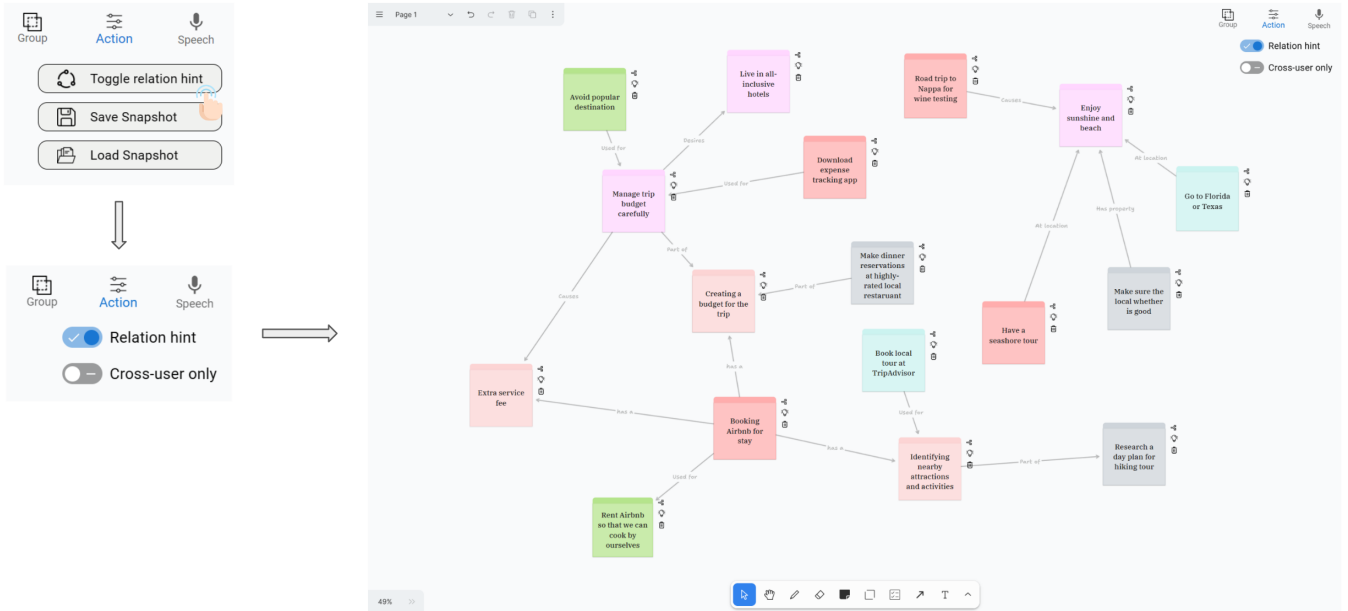 Group Action Speech
Toggle relation hint
Save Snapshot
Load Snapshot
Group Action Speech
Relation hint
Cross-user only
Page 1
Group Action Speech
Relation hint
Cross-user only
Avoid popular
destination
Live in all-
inclusive
hotels
Road trip to
Nappa for
wine testing
Causes
Enjoy
sunshine and
beach
Used for
Desires
Download
expense
tracking app
Used for
At location
Manage trip
budget
carefully
Go to Florida
or Texas
Has property
At location
Part of
Make dinner
reservations
at highly-
rated local
restaruant
Part of
Creating a
budget for the
trip
Causes
Make sure the
local whether
is good
Have a
seashore tour
Book local
tour at
TripAdvisor
Has a
Extra service
fee
Has a
Used for
Booking
Airbnb for
stay
Has a
Identifying
nearby
attractions
and activities
Part of
Research a
day plan for
hiking tour
Used for
Rent Airbnb
so that we can
cook by
ourselves
49%
T